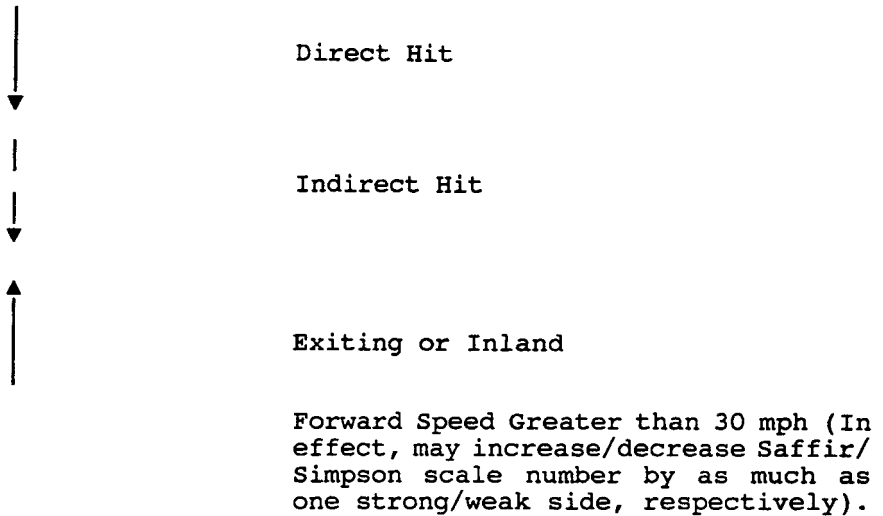 Direct Hit
Indirect Hit
Exiting or Inland
Forward Speed Greater than 30 mph (In
effect, may increase/decrease Saffir/
Simpson scale number by as much as
one strong/weak side, respectively).